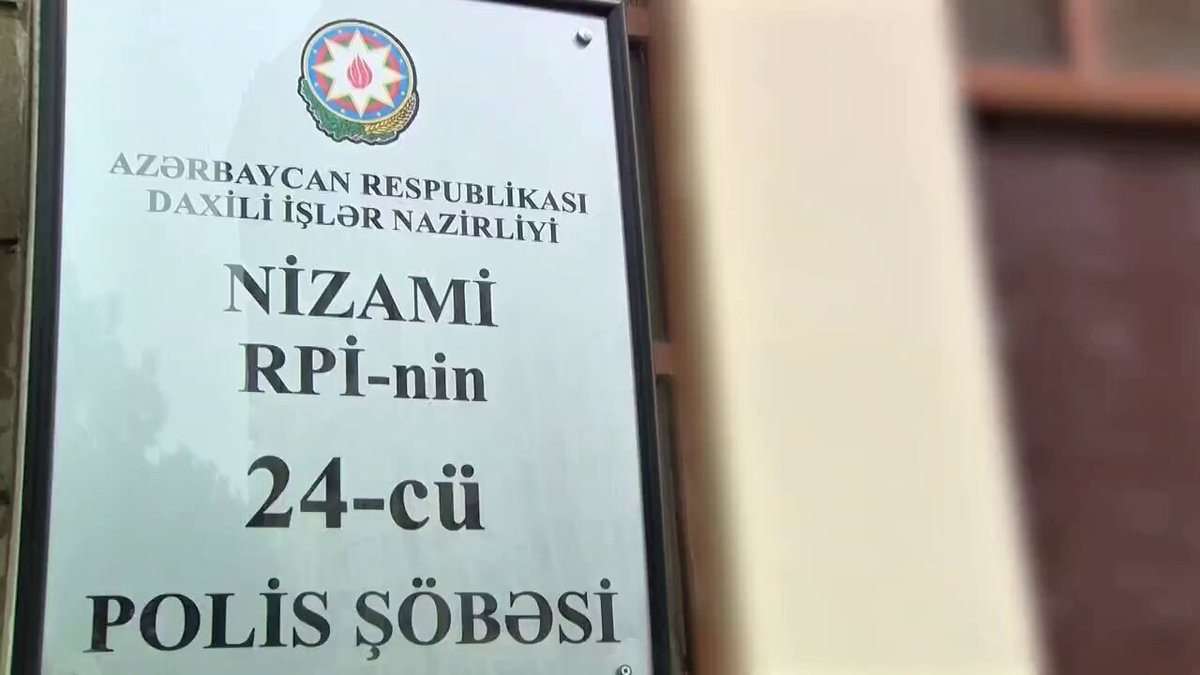 AZƏRBAYCAN RESPUBLİKASI
DAXİLİ İŞLƏR NAZİRLİYİ
NİZAMİ
RPİ-nin
24-cü
POLİS ŞÖBƏSİ